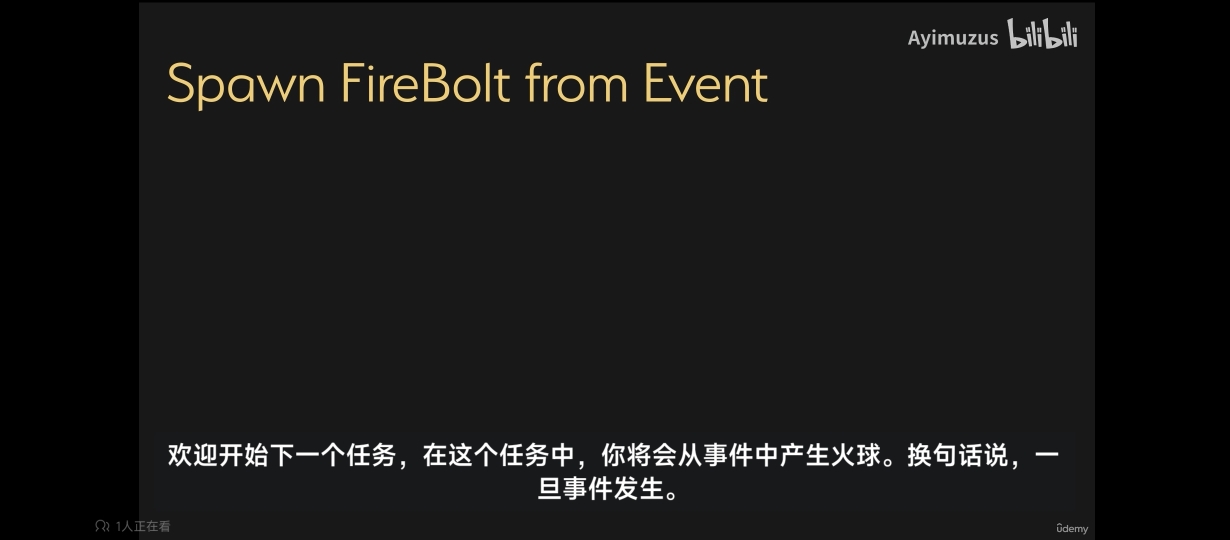 Ayimuzus bilibili
Spawn FireBolt from Event
欢迎开始下一个任务，在这个任务中，你将会从事件中产生火球。换句话说，一
旦事件发生。
1人正在看
ûdemy